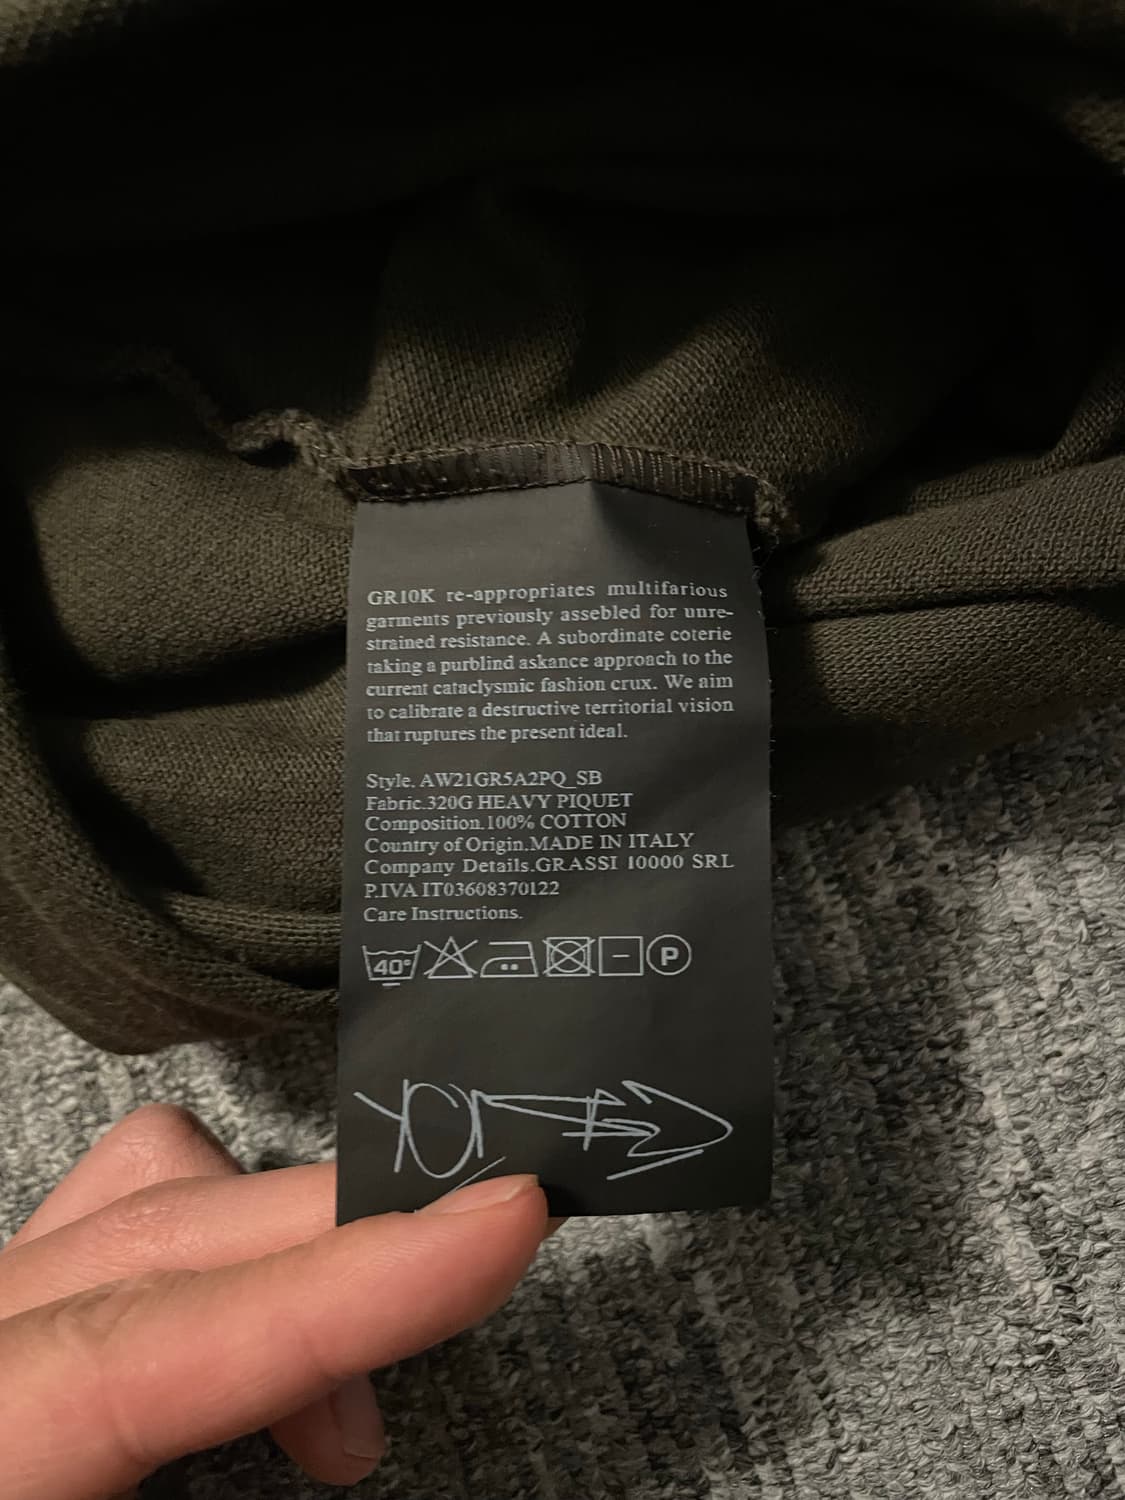 GR10K re-appropriates multifarious
garments previously assebled for unre-
strained resistance. A subordinate coterie
taking a purblind askance approach to the
current cataclysmic fashion crux. We aim
to calibrate a destructive territorial vision
that ruptures the present ideal.
Style. AW21GR5A2PQ_SB
Fabric.320G HEAVY PIQUET
Composition.100% COTTON
Country of Origin.MADE IN ITALY
Company Details.GRASSI 10000 SRL
P.IVA IT03608370122
Care Instructions.
40° P